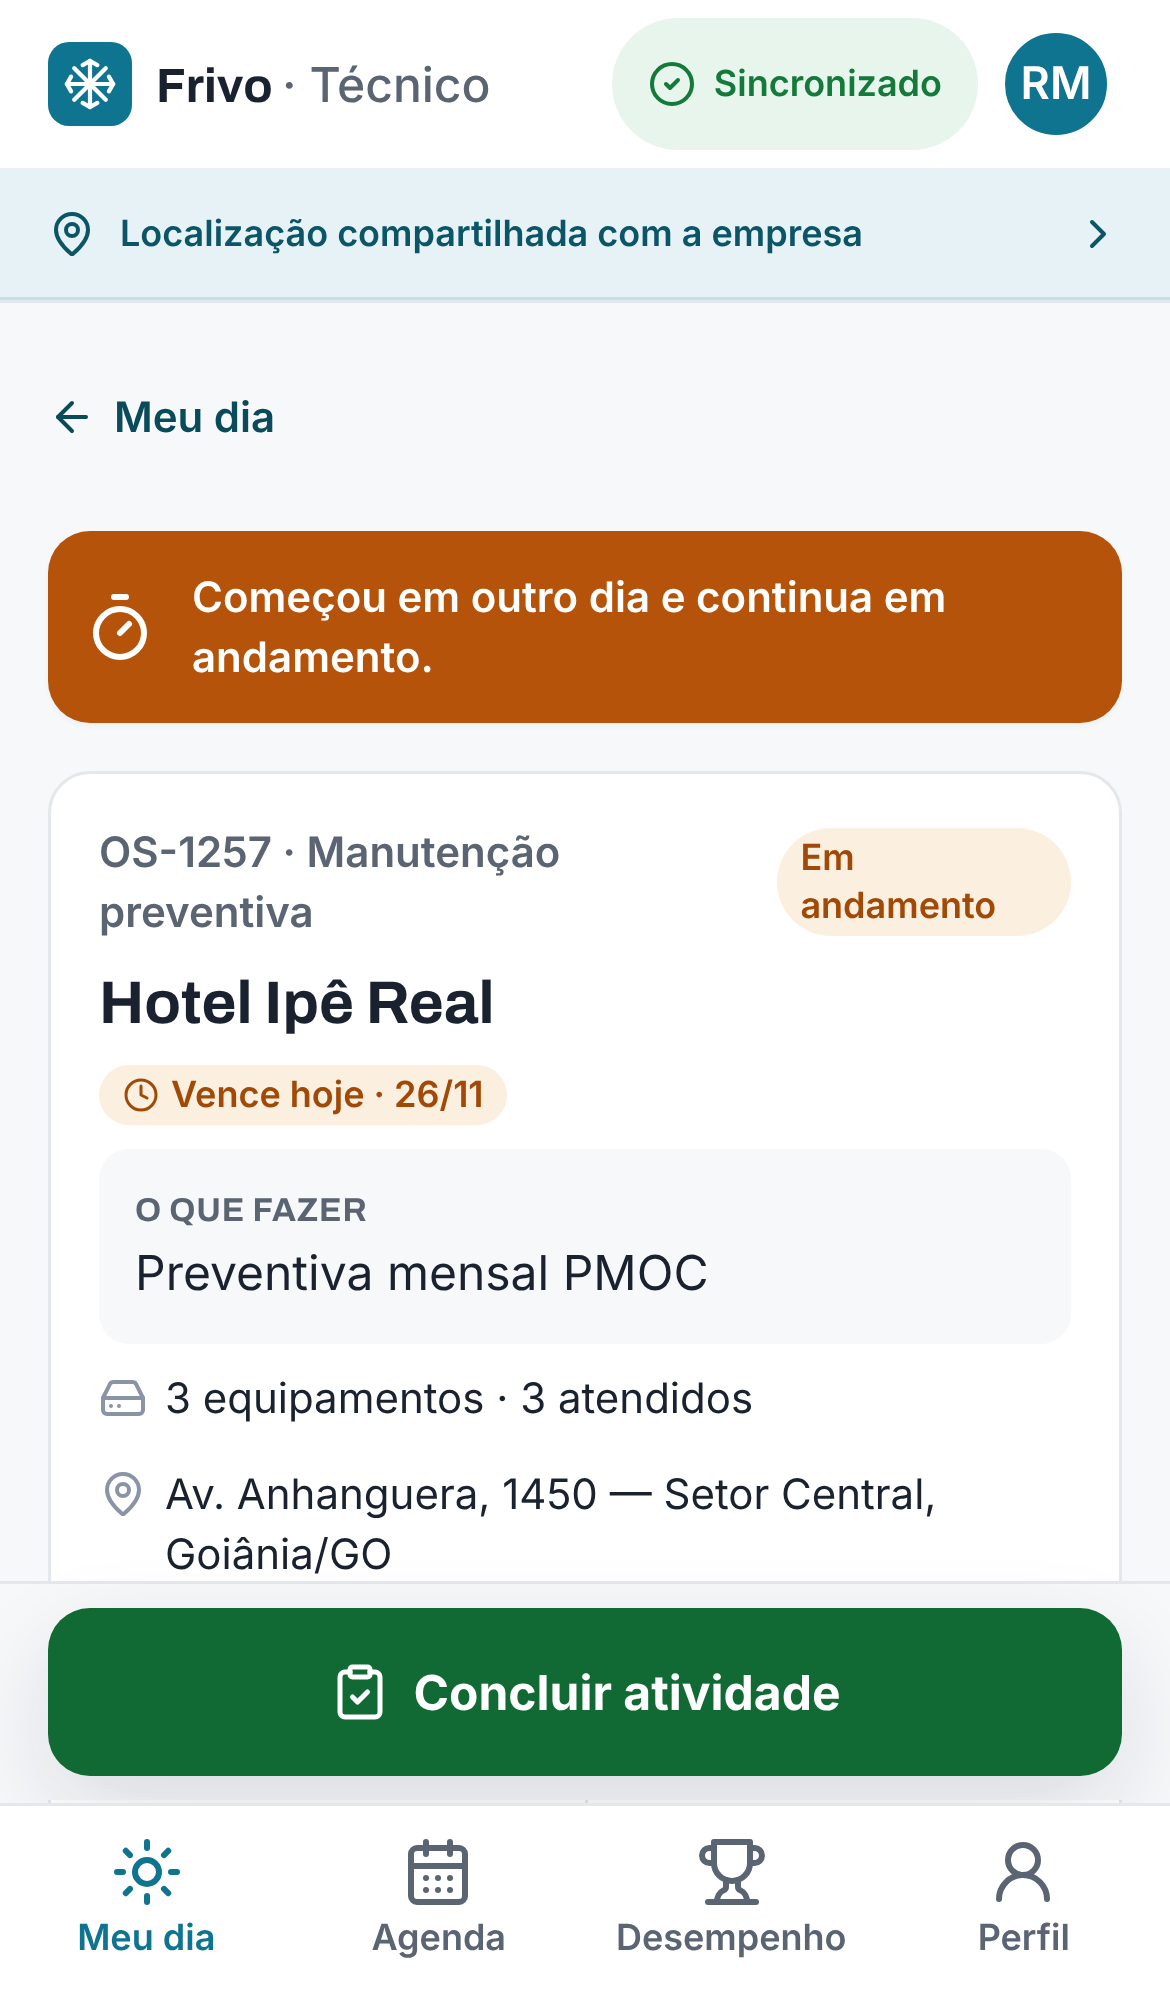 Frivo · Técnico
Sincronizado
RM
Localização compartilhada com a empresa
Meu dia
Começou em outro dia e continua em
andamento.
OS-1257 · Manutenção
preventiva
Em
andamento
Hotel Ipê Real
Vence hoje · 26/11
O QUE FAZER
Preventiva mensal PMOC
3 equipamentos · 3 atendidos
Av. Anhanguera, 1450 — Setor Central,
Goiânia/GO
Concluir atividade
Meu dia
Agenda
Desempenho
Perfil